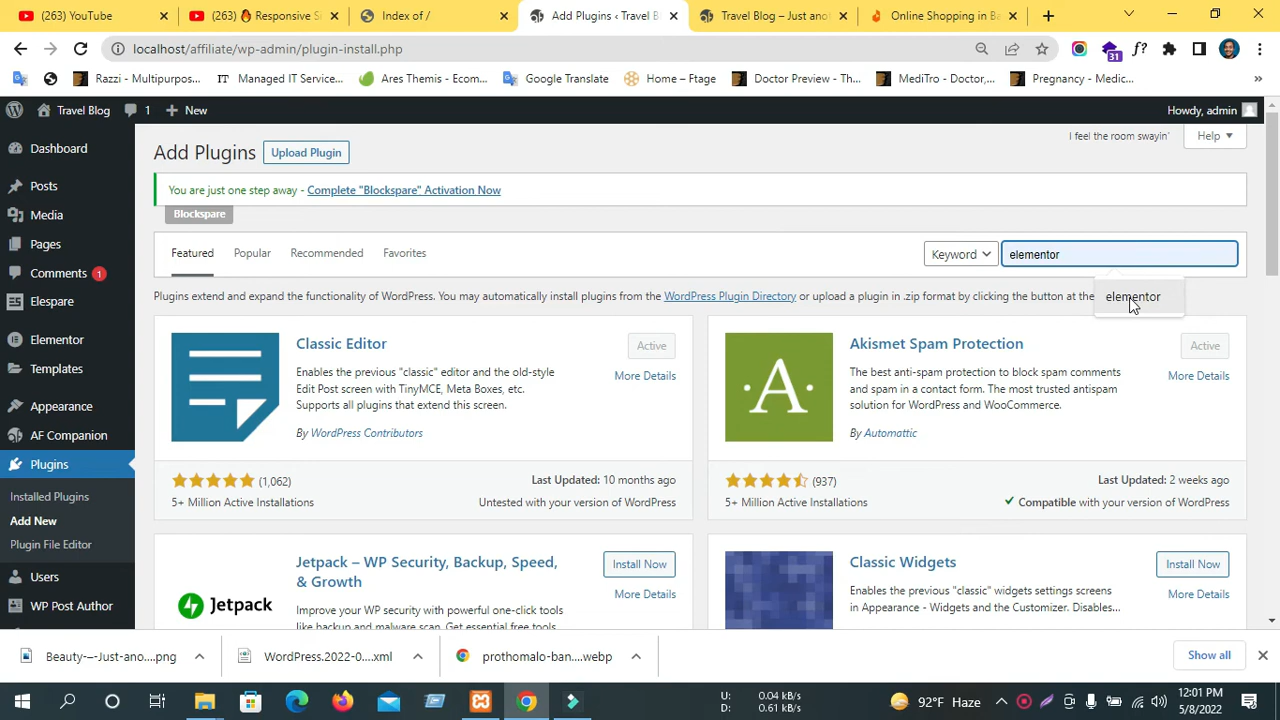 (263) YouTube
(263) 🔥 Responsive S
Index of /
Add Plugins ‹ Travel B
Travel Blog – Just ano
Online Shopping in Ba
localhost/affiliate/wp-admin/plugin-install.php
f?
31
Razzi - Multipurpos...
IT Managed IT Service...
Ares Themis - Ecom...
Google Translate
Home – Ftage
Doctor Preview - Th...
MediTro - Doctor,...
Pregnancy - Medic...
»
Travel Blog
1
New
Howdy, admin
Dashboard
Posts
Media
Pages
Comments 1
Elespare
Elementor
Templates
Appearance
AF Companion
Plugins
Installed Plugins
Add New
Plugin File Editor
Users
WP Post Author
I feel the room swayin'
Help
Add Plugins
Upload Plugin
You are just one step away - Complete "Blockspare" Activation Now
Blockspare
Featured
Popular
Recommended
Favorites
Keyword
elementor
elementor
Plugins extend and expand the functionality of WordPress. You may automatically install plugins from the WordPress Plugin Directory or upload a plugin in .zip format by clicking the button at the
Classic Editor
Active
More Details
Enables the previous "classic" editor and the old-style
Edit Post screen with TinyMCE, Meta Boxes, etc.
Supports all plugins that extend this screen.
By WordPress Contributors
(1,062)
5+ Million Active Installations
Last Updated: 10 months ago
Untested with your version of WordPress
A
Akismet Spam Protection
Active
More Details
The best anti-spam protection to block spam comments
and spam in a contact form. The most trusted antispam
solution for WordPress and WooCommerce.
By Automattic
(937)
5+ Million Active Installations
Last Updated: 2 weeks ago
Compatible with your version of WordPress
Jetpack
Jetpack – WP Security, Backup, Speed,
& Growth
Install Now
More Details
Improve your WP security with powerful one-click tools
like backup and malware scan. Get essential free tools
Classic Widgets
Install Now
More Details
Enables the previous "classic" widgets settings screens
in Appearance - Widgets and the Customizer. Disables...
Beauty-–-Just-ano....png
WordPress.2022-0....xml
prothomalo-ban....webp
Show all
U: 0.04 kB/s
D: 0.61 kB/s
92°F Haze
12:01 PM
5/8/2022